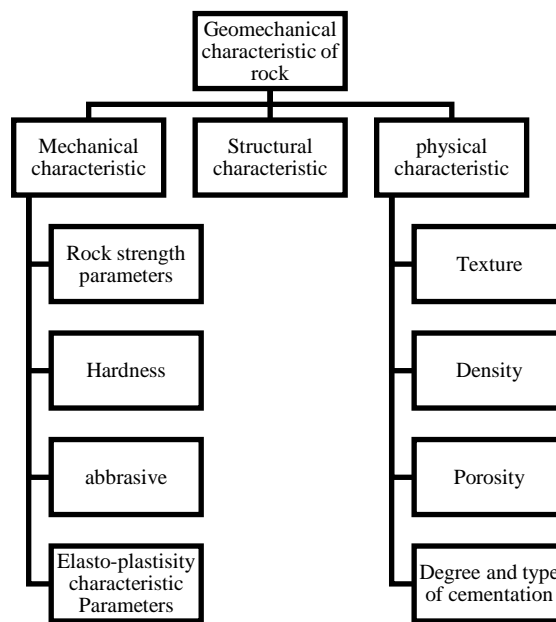 Geomechanical
characteristic of
rock
Mechanical
characteristic
Structural
characteristic
physical
characteristic
Rock strength
parameters
Hardness
abbrasive
Elasto-plastisity
characteristic
Parameters
Texture
Density
Porosity
Degree and type
of cementation